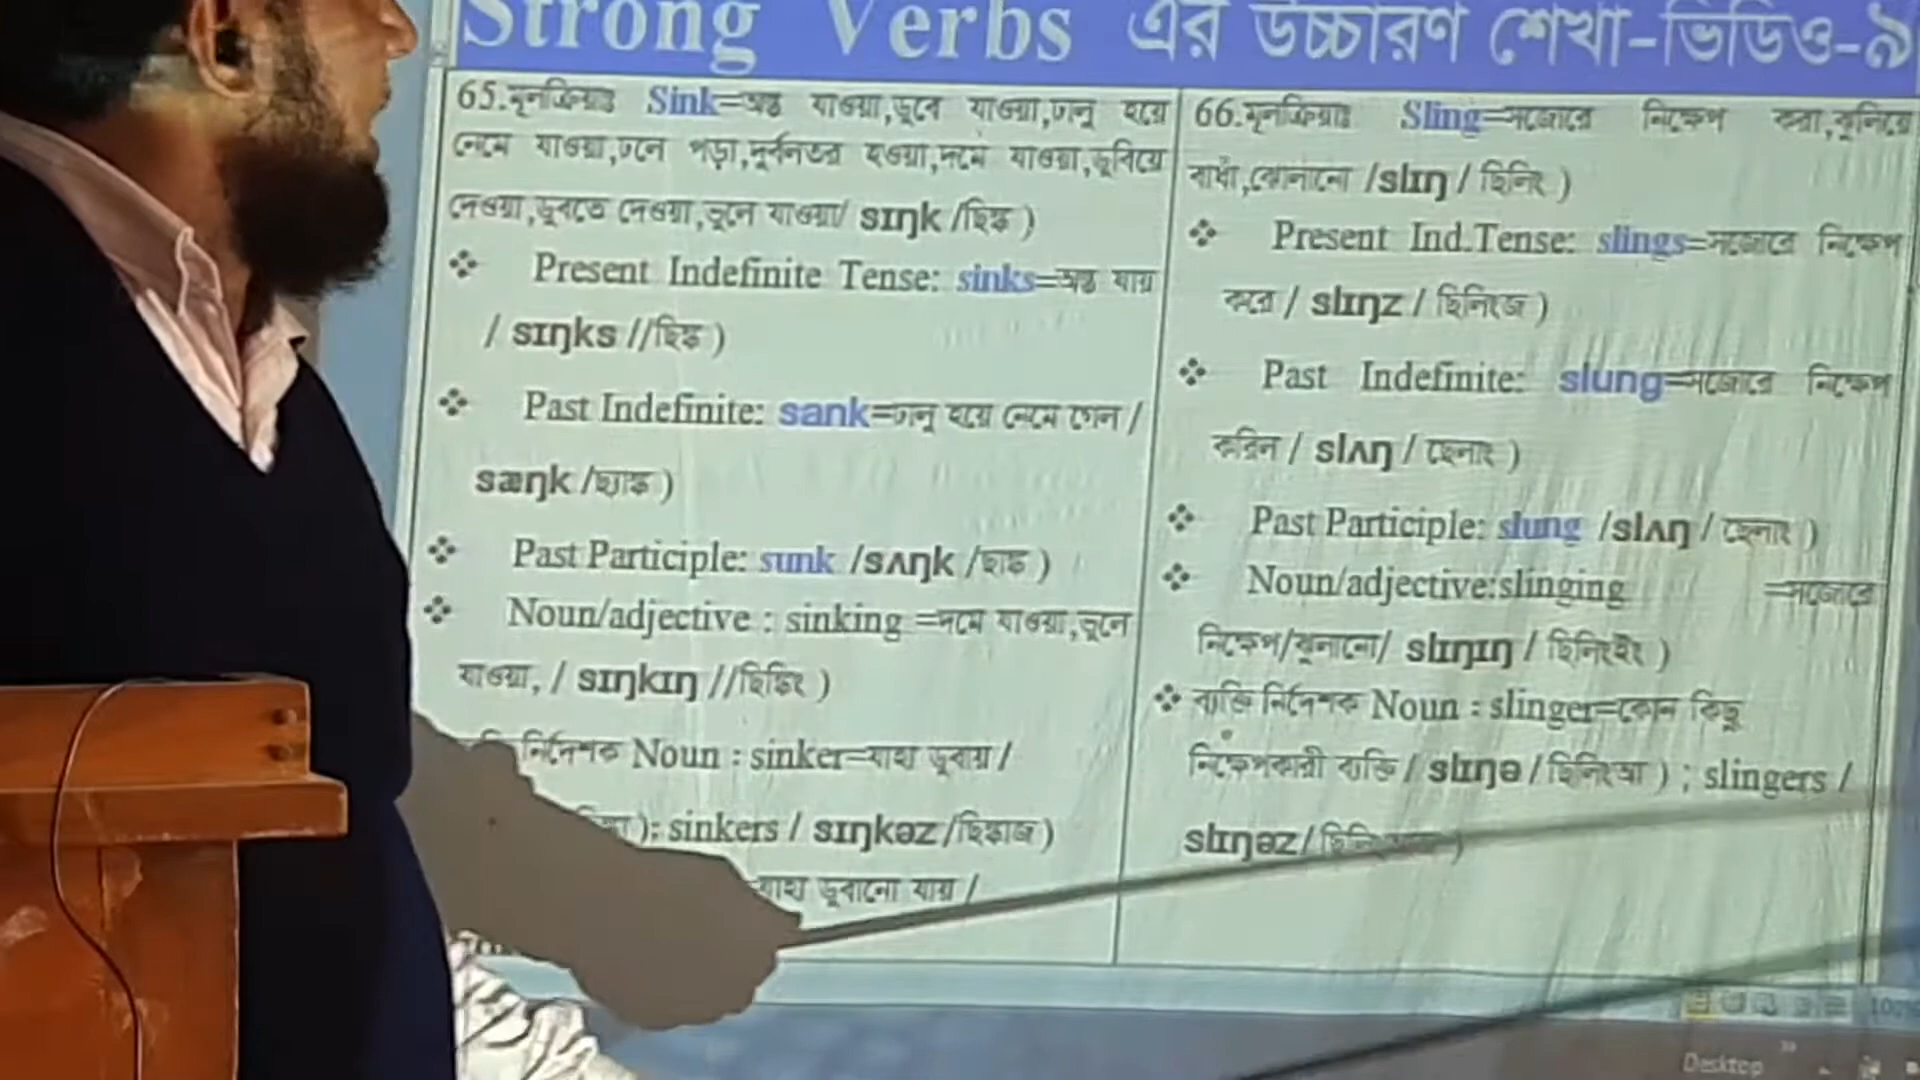 Strong Verbs এর উচ্চারণ শেখা-ভিডিও-৯
65.মূলক্রিয়াঃ Sink=অস্ত যাওয়া,ডুবে যাওয়া,ঢালু হয়ে
নেমে যাওয়া,ঢলে পড়া,দুর্বলতর হওয়া,দমে যাওয়া,ডুবিয়ে
দেওয়া,ডুবতে দেওয়া,ভুলে যাওয়া/ sɪŋk /ছিঙ্ক )
❖ Present Indefinite Tense: sinks=অস্ত যায়
/ sɪŋks //ছিঙ্ক )
❖ Past Indefinite: sank=ঢালু হয়ে নেমে গেল /
sæŋk /ছ্যাঙ্ক )
❖ Past Participle: sunk /sʌŋk /ছাঙ্ক )
❖ Noun/adjective : sinking =দমে যাওয়া,ভুলে
যাওয়া, / sɪŋkɪŋ //ছিঙ্কিং )
নির্দেশক Noun : sinker=যাহা ডুবায় /
); sinkers / sɪŋkəz /ছিঙ্কাজ )
যাহা ডুবানো যায় /
66.মূলক্রিয়াঃ Sling=সজোরে নিক্ষেপ করা,ঝুলিয়ে
বাধাঁ,ঝোলানো /slɪŋ / ছিলিং )
❖ Present Ind.Tense: slings=সজোরে নিক্ষেপ
করে / slɪŋz / ছিলিংজ )
❖ Past Indefinite: slung=সজোরে নিক্ষেপ
করিল / slʌŋ / ছেলাং )
❖ Past Participle: slung /slʌŋ / ছেলাং )
❖ Noun/adjective:slinging =সজোরে
নিক্ষেপ/ঝুলানো/ slɪŋɪŋ / ছিলিংইং )
❖ ব্যক্তি নির্দেশক Noun : slinger=কোন কিছু
নিক্ষেপকারী ব্যক্তি / slɪŋə / ছিলিংআ ) ; slingers /
slɪŋəz/
Desktop